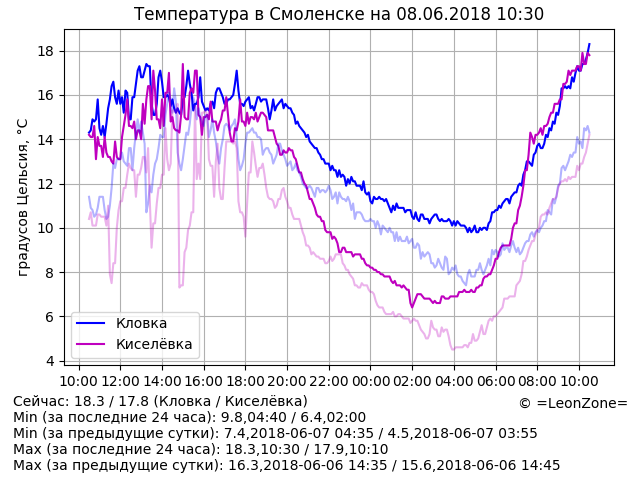 Температура в Смоленске на 08.06.2018 10:30
градусов Цельсия, °C
18
16
14
12
10
8
6
4
Кловка
Киселёвка
10:00 12:00 14:00 16:00 18:00 20:00 22:00 00:00 02:00 04:00 06:00 08:00 10:00
Сейчас: 18.3 / 17.8 (Кловка / Киселёвка)
© =LeonZone=
Min (за последние 24 часа): 9.8,04:40 / 6.4,02:00
Min (за предыдущие сутки): 7.4,2018-06-07 04:35 / 4.5,2018-06-07 03:55
Max (за последние 24 часа): 18.3,10:30 / 17.9,10:10
Max (за предыдущие сутки): 16.3,2018-06-06 14:35 / 15.6,2018-06-06 14:45